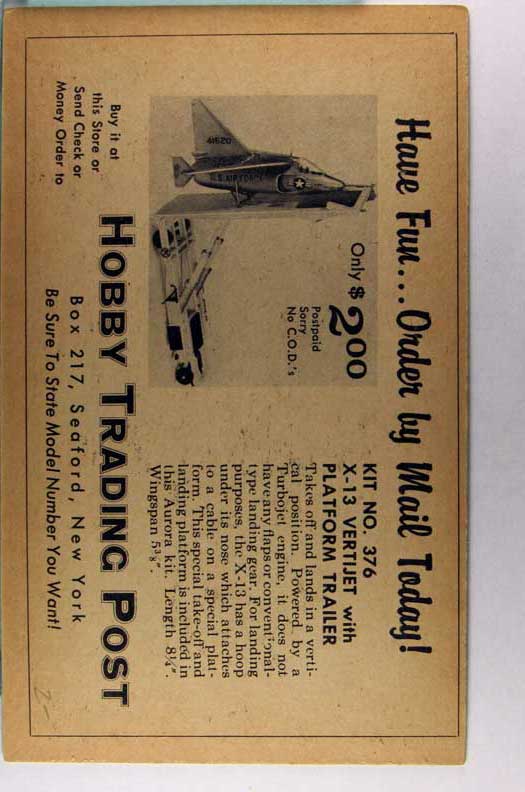 Have Fun... Order by Mail Today!
41620
U.S. AIR FORCE
Only $2.00
Postpaid
Sorry
No C.O.D.'s
KIT NO. 376
X-13 VERTIJET with
PLATFORM TRAILER
Takes off and lands in a verti-
cal position. Powered by a
Turbojet engine, it does not
have any flaps or conventional-
type landing gear. For landing
purposes, the X-13 has a hoop
under its nose which attaches
to a cable on a special plat-
form. This special take-off and
landing platform is included in
this Aurora kit. Length 8¼".
Wingspan 5⅜".
Buy it at
this Store or
Send Check or
Money Order to
HOBBY TRADING POST
Box 217, Seaford, New York
Be Sure To State Model Number You Want!